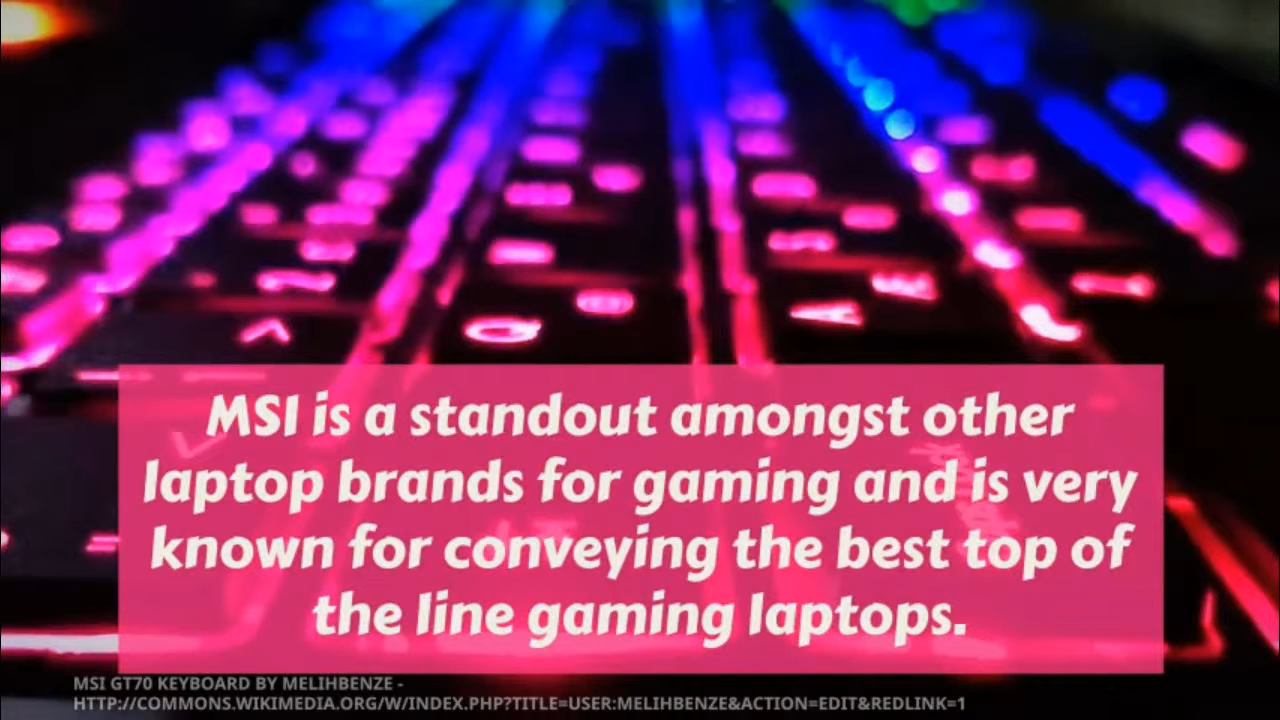 MSI is a standout amongst other
laptop brands for gaming and is very
known for conveying the best top of
the line gaming laptops.
MSI GT70 KEYBOARD BY MELIHBENZE -
HTTP://COMMONS.WIKIMEDIA.ORG/W/INDEX.PHP?TITLE=USER:MELIHBENZE&ACTION=EDIT&REDLINK=1